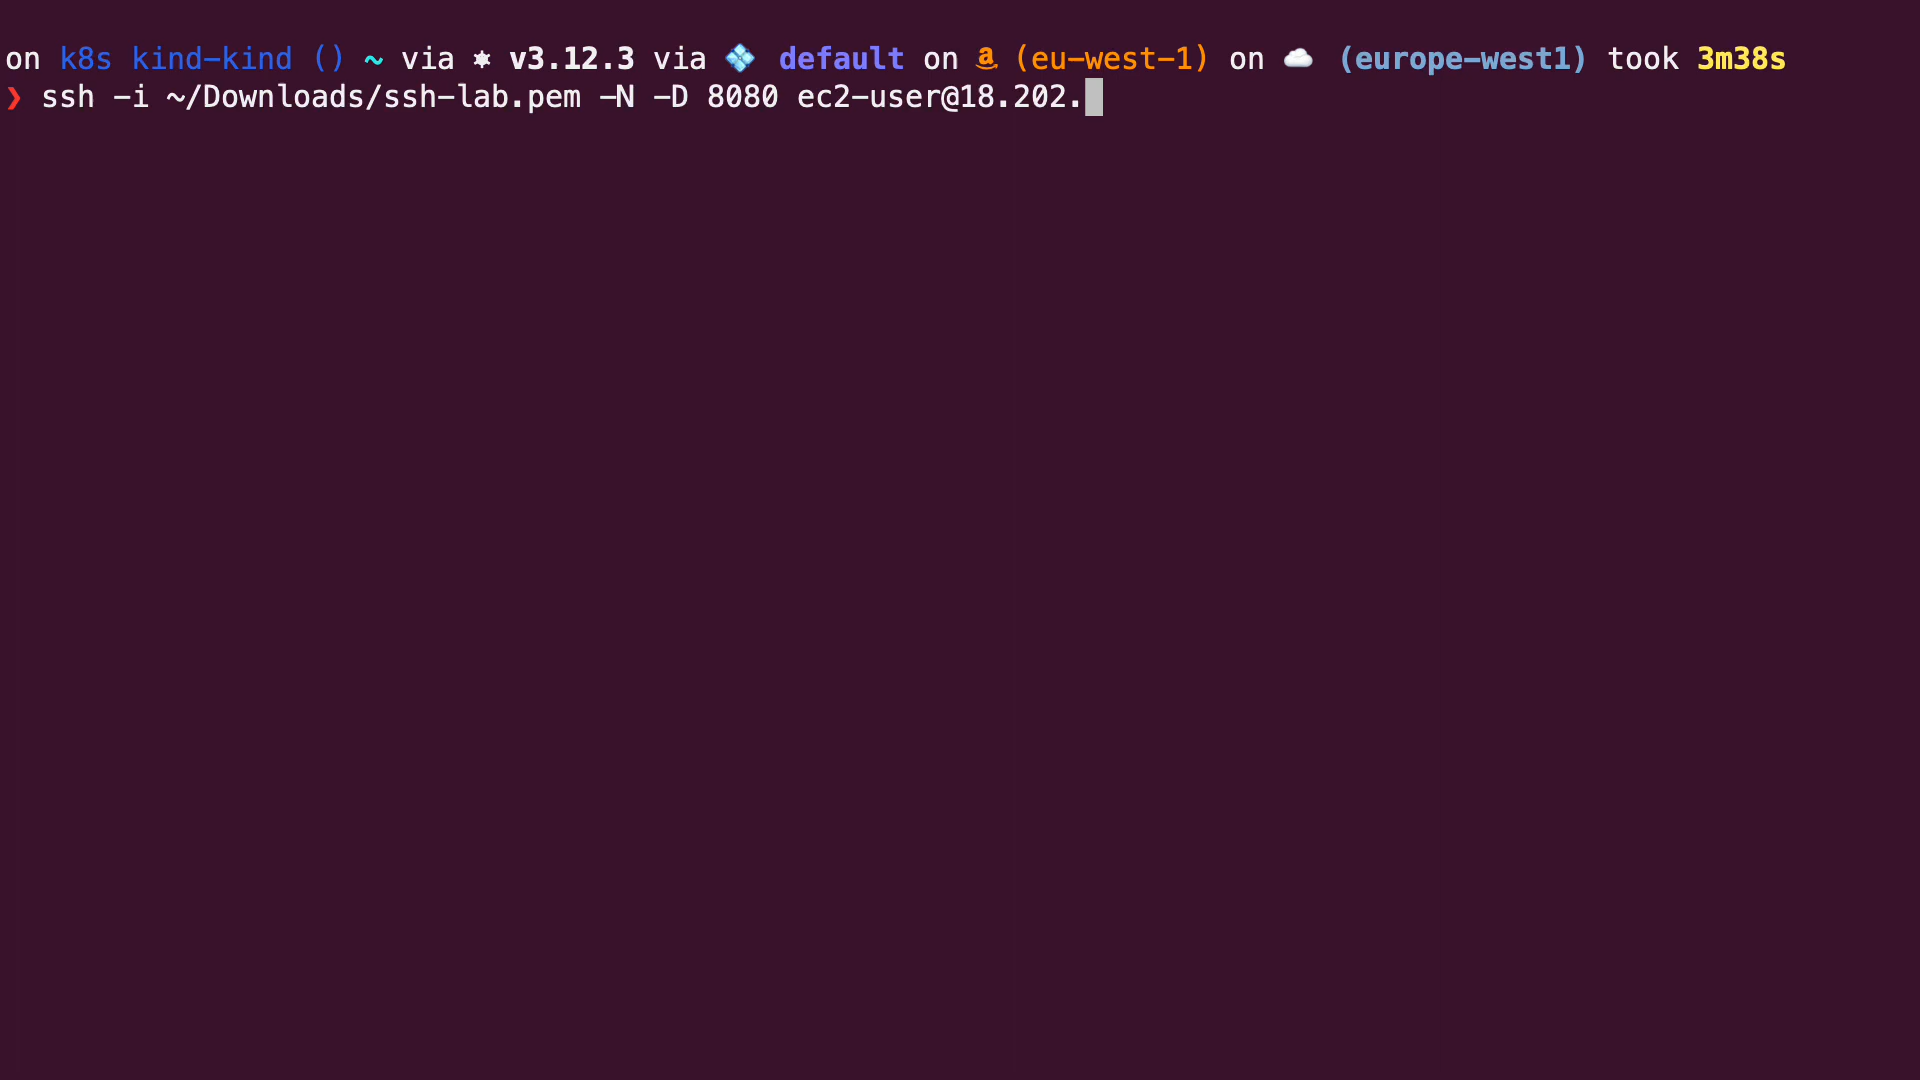 on k8s kind-kind () ~ via ⎈ v3.12.3 via 💠 default on a (eu-west-1) on ☁️ (europe-west1) took 3m38s
❯ ssh -i ~/Downloads/ssh-lab.pem -N -D 8080 ec2-user@18.202.